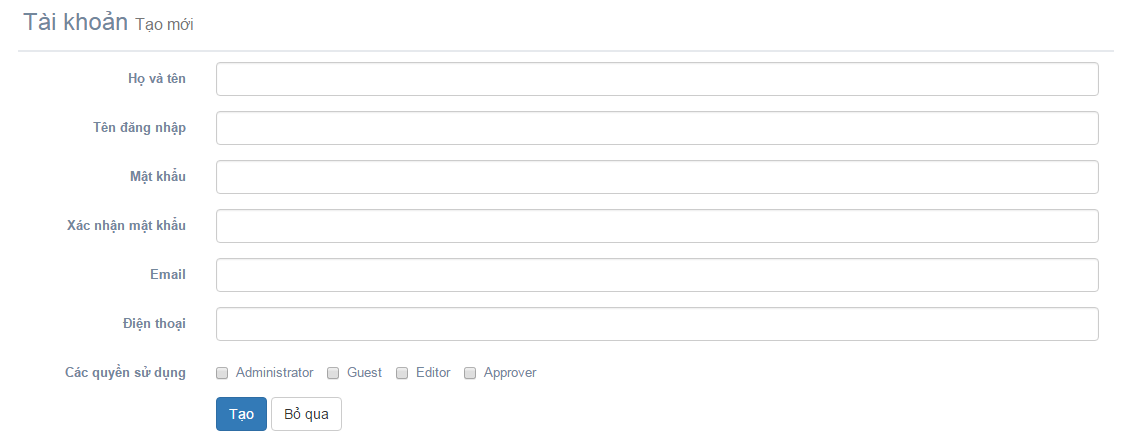 Tài khoản Tạo mới
Họ và tên
Tên đăng nhập
Mật khẩu
Xác nhận mật khẩu
Email
Điện thoại
Các quyền sử dụng Administrator Guest Editor Approver
Tạo Bỏ qua